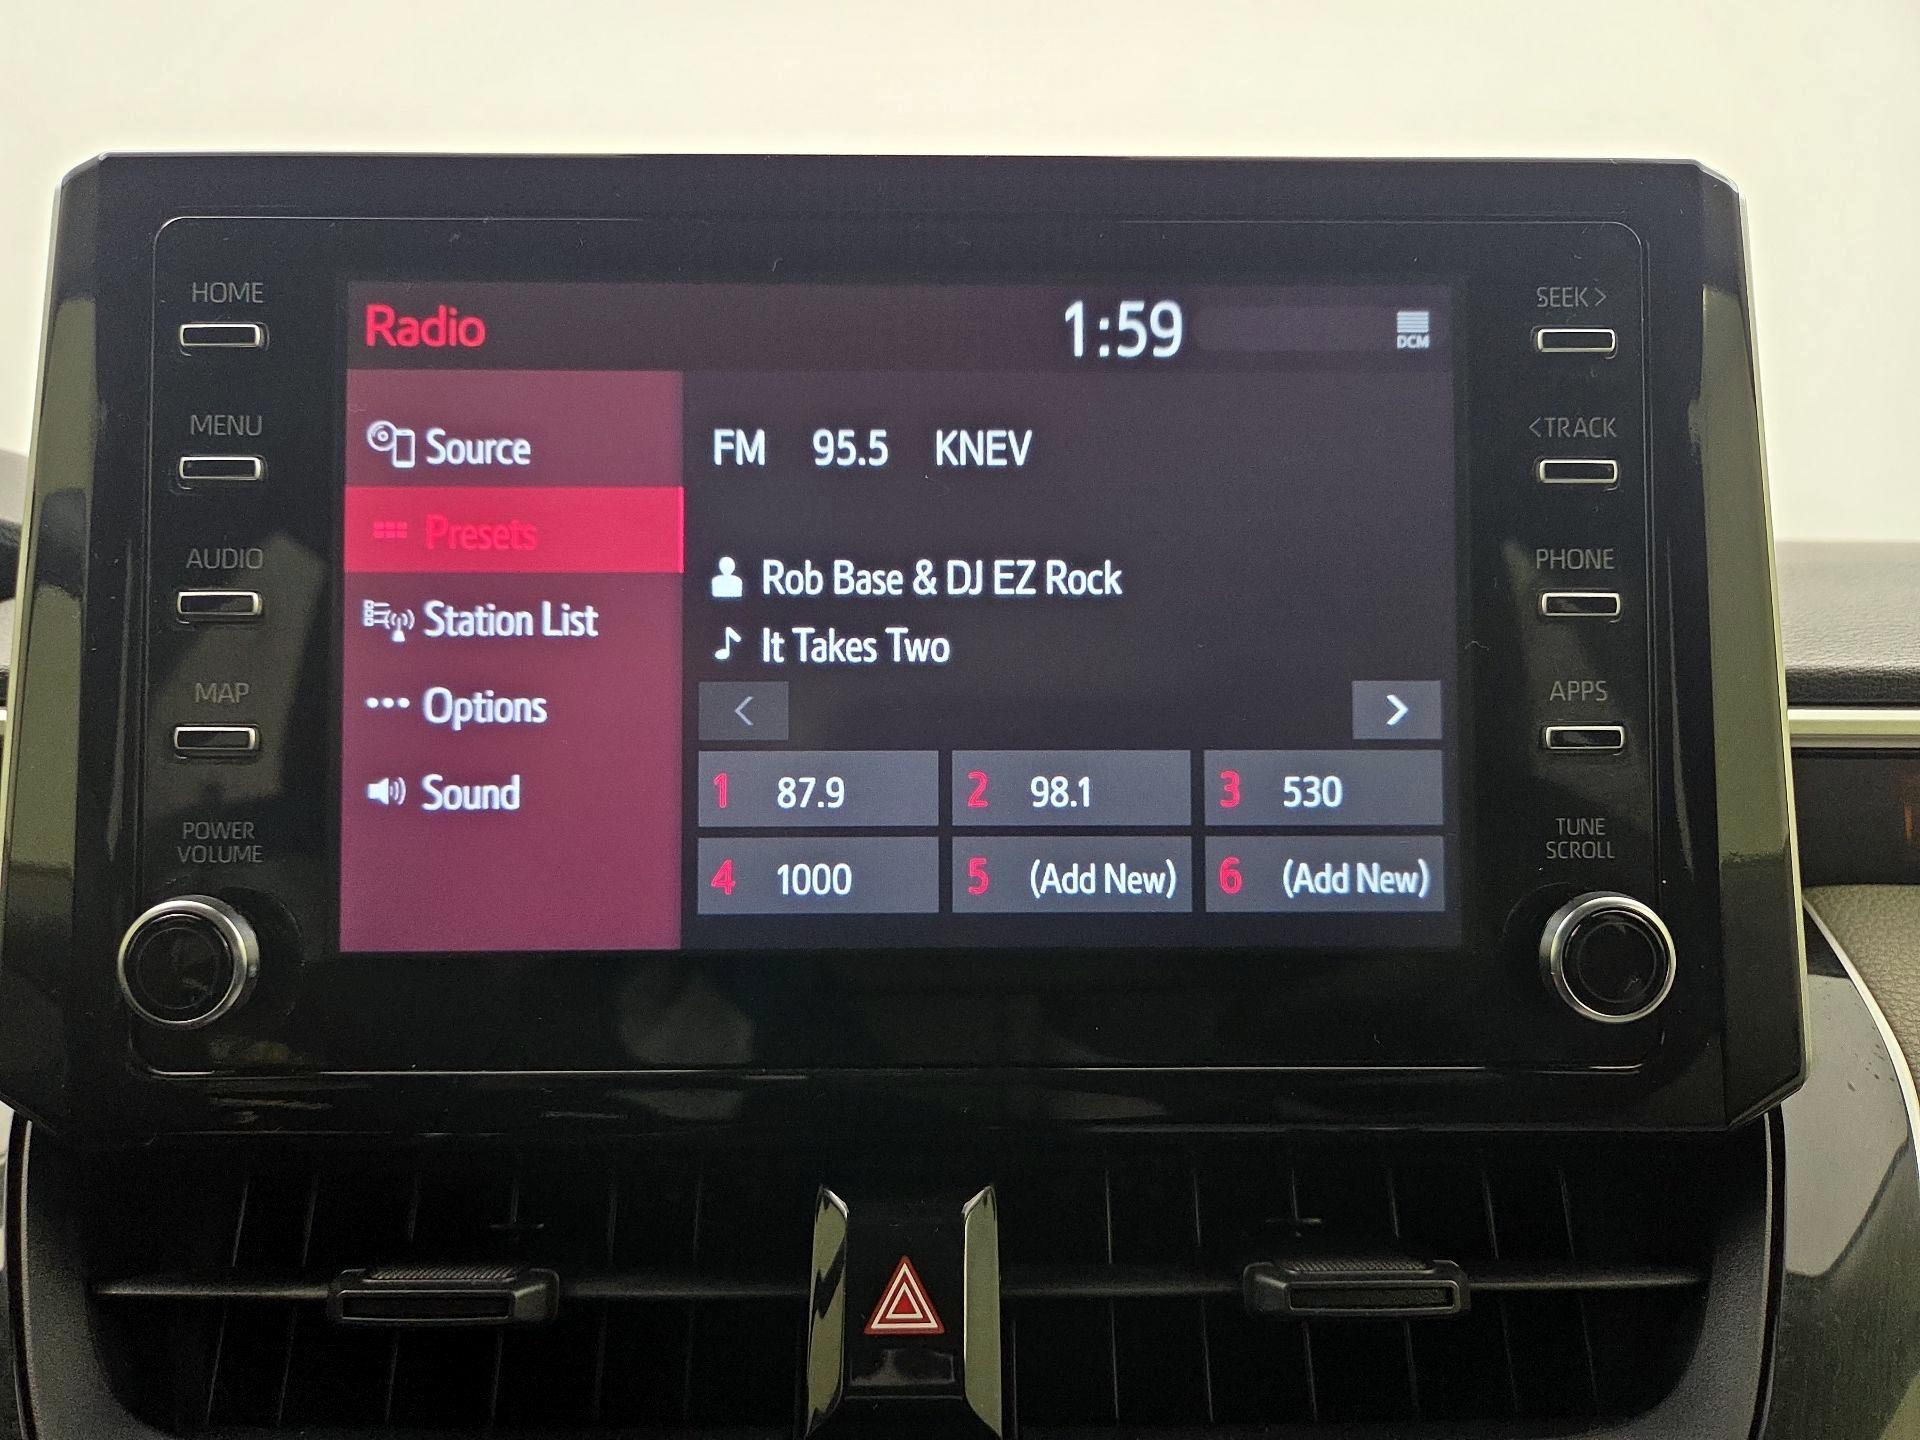 HOME
MENU
AUDIO
MAP
POWER
VOLUME
Radio
1:59
DCM
Source
Presets
Station List
Options
Sound
FM 95.5 KNEV
Rob Base & DJ EZ Rock
It Takes Two
<
>
1 87.9
2 98.1
3 530
4 1000
5 (Add New)
6 (Add New)
SEEK >
< TRACK
PHONE
APPS
TUNE
SCROLL